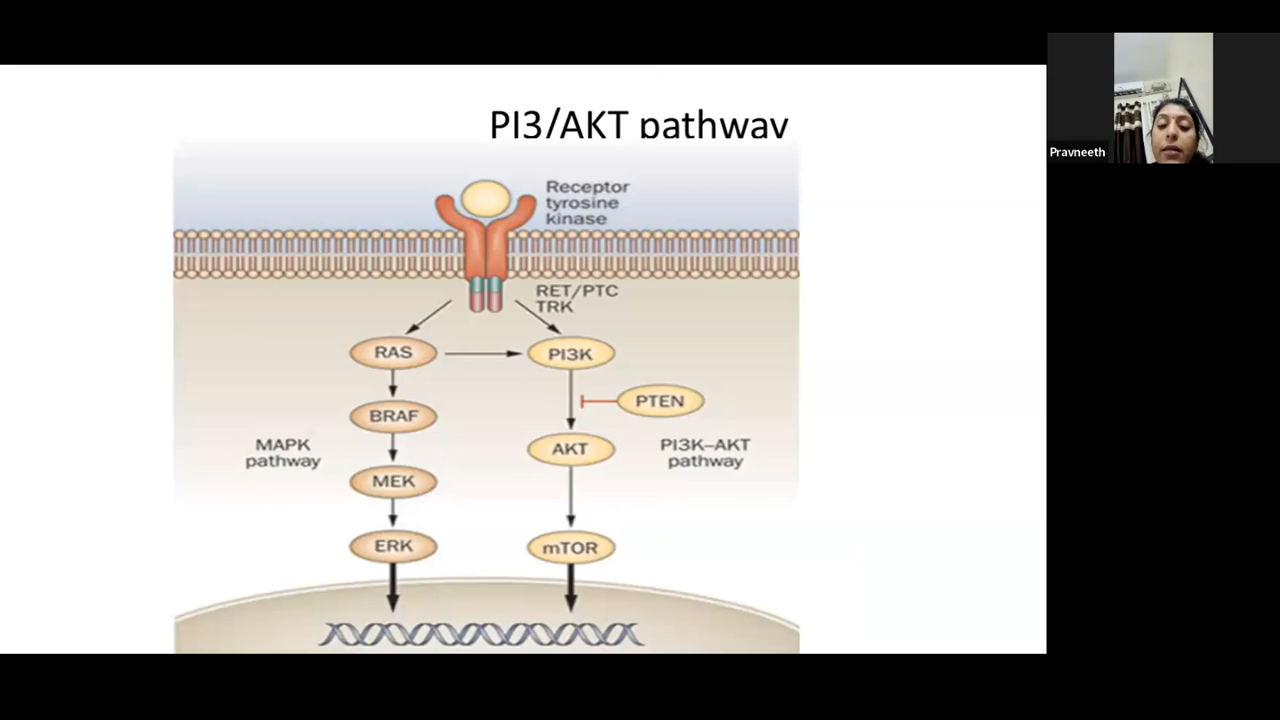 PI3/AKT pathway
Pravneeth
Receptor
tyrosine
kinase
RET/PTC
TRK
RAS
PI3K
BRAF
PTEN
MAPK
pathway
AKT
PI3K–AKT
pathway
MEK
ERK
mTOR